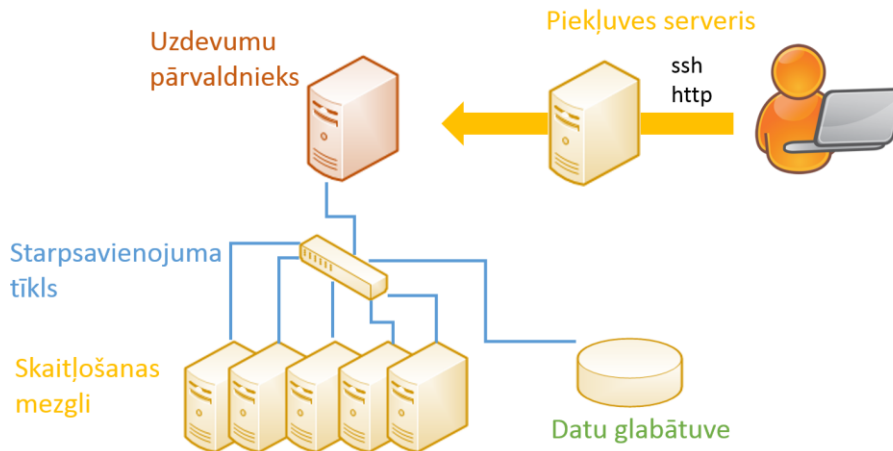 Uzdevumu
pārvaldnieks
Piekļuves serveris
ssh
http
Starpsavienojuma
tīkls
Skaitļošanas
mezgli
Datu glabātuve